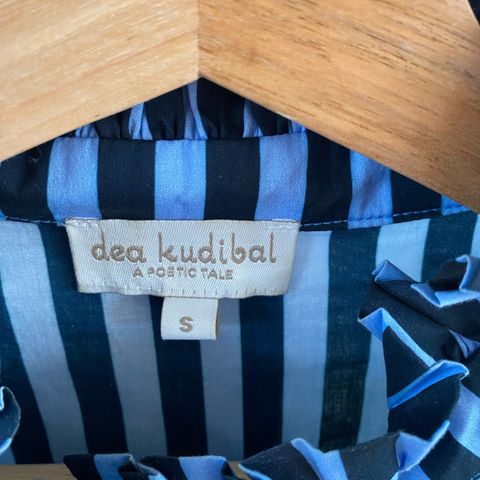 dea kudibal
A POETIC TALE
S